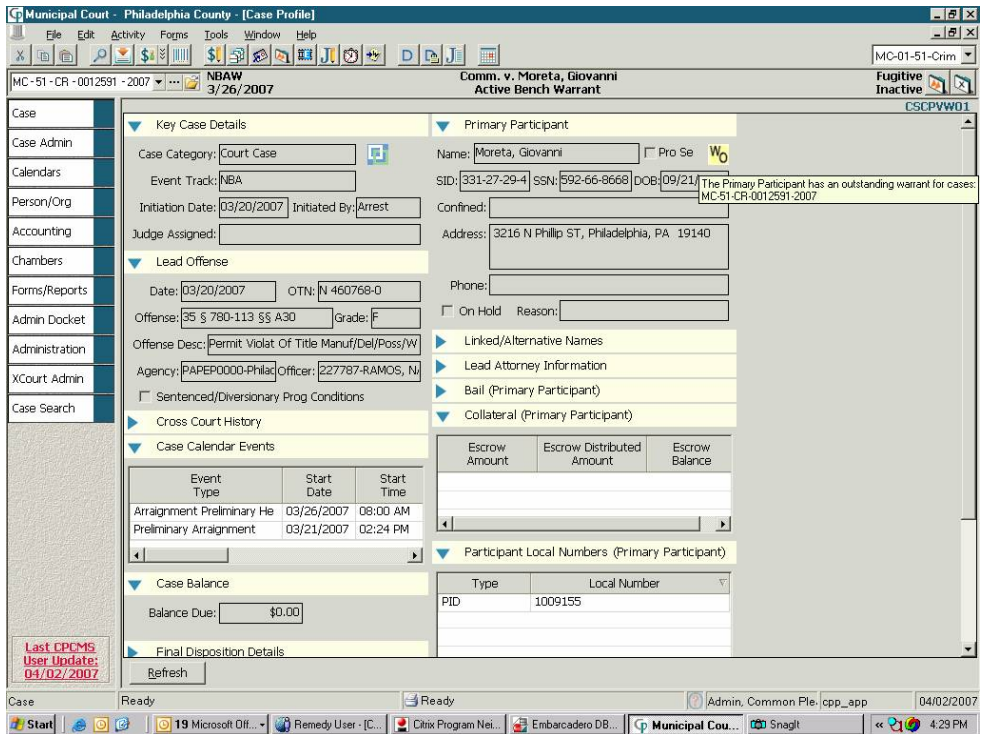 Municipal Court - Philadelphia County - [Case Profile]
File Edit Activity Forms Tools Window Help
MC-01-51-Crim
MC-51-CR-0012591-2007
NBAW
3/26/2007
Comm. v. Moreta, Giovanni
Active Bench Warrant
Fugitive
Inactive
CSCPVW01
Case
Case Admin
Calendars
Person/Org
Accounting
Chambers
Forms/Reports
Admin Docket
Administration
XCourt Admin
Case Search
Last CPCMS
User Update:
04/02/2007
Key Case Details
Case Category: Court Case
Event Track: NBA
Initiation Date: 03/20/2007 Initiated By: Arrest
Judge Assigned:
Lead Offense
Date: 03/20/2007 OTN: N 460768-0
Offense: 35 § 780-113 §§ A30 Grade: F
Offense Desc: Permit Violat Of Title Manuf/Del/Poss/W
Agency: PAPEP0000-Philac Officer: 227787-RAMOS, N
Sentenced/Diversionary Prog Conditions
Cross Court History
Case Calendar Events
Event Type Start Date Start Time
Arraignment Preliminary He 03/26/2007 08:00 AM
Preliminary Arraignment 03/21/2007 02:24 PM
Case Balance
Balance Due: $0.00
Final Disposition Details
Refresh
Primary Participant
Name: Moreta, Giovanni Pro Se WO
SID: 331-27-29-4 SSN: 592-66-8668 DOB: 09/21/
The Primary Participant has an outstanding warrant for cases:
MC-51-CR-0012591-2007
Confined:
Address: 3216 N Phillip ST, Philadelphia, PA 19140
Phone:
On Hold Reason:
Linked/Alternative Names
Lead Attorney Information
Bail (Primary Participant)
Collateral (Primary Participant)
Escrow Amount Escrow Distributed Amount Escrow Balance
Participant Local Numbers (Primary Participant)
Type Local Number
PID 1009155
Case Ready Ready Admin, Common Ple cpp_app 04/02/2007
Start 19 Microsoft Off... Remedy User - [C... Citrix Program Nei... Embarcadero DB... Municipal Cou... SnagIt 4:29 PM